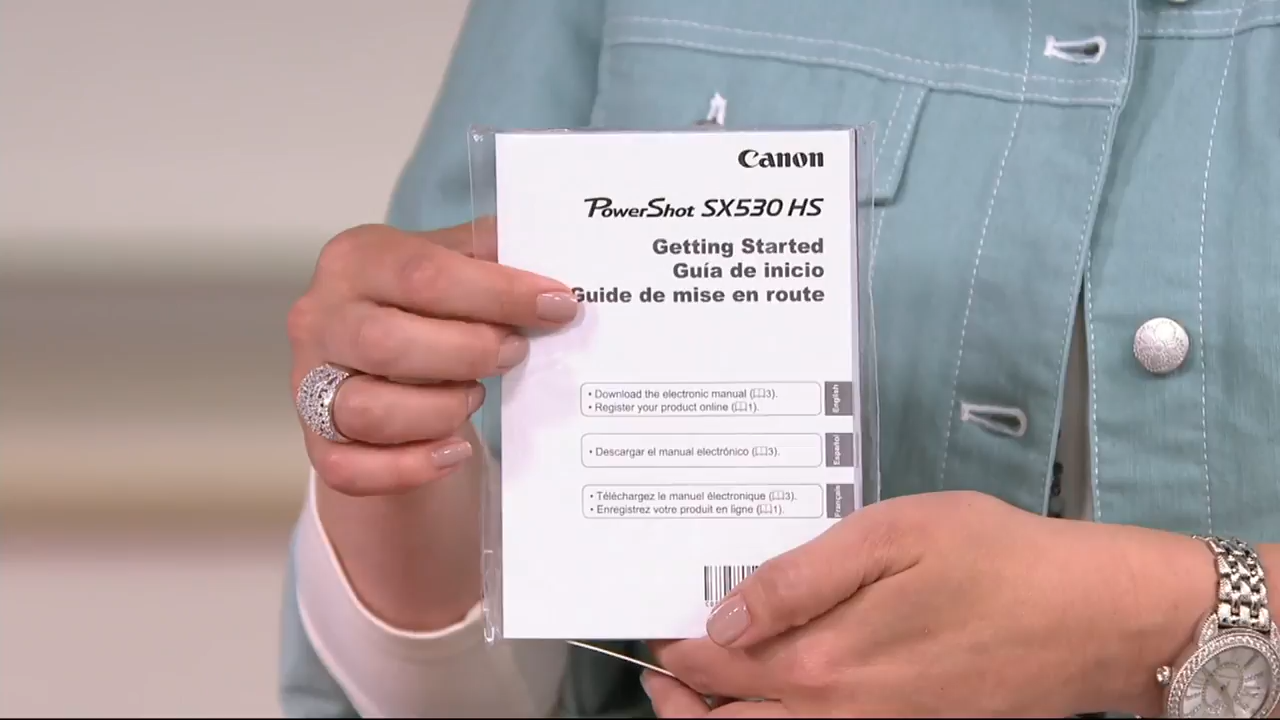 Canon
PowerShot SX530 HS
Getting Started
Guía de inicio
Guide de mise en route
• Download the electronic manual (3).
• Register your product online (1).
English
• Descargar el manual electrónico (3).
Español
• Téléchargez le manuel électronique (3).
• Enregistrez votre produit en ligne (1).
Français